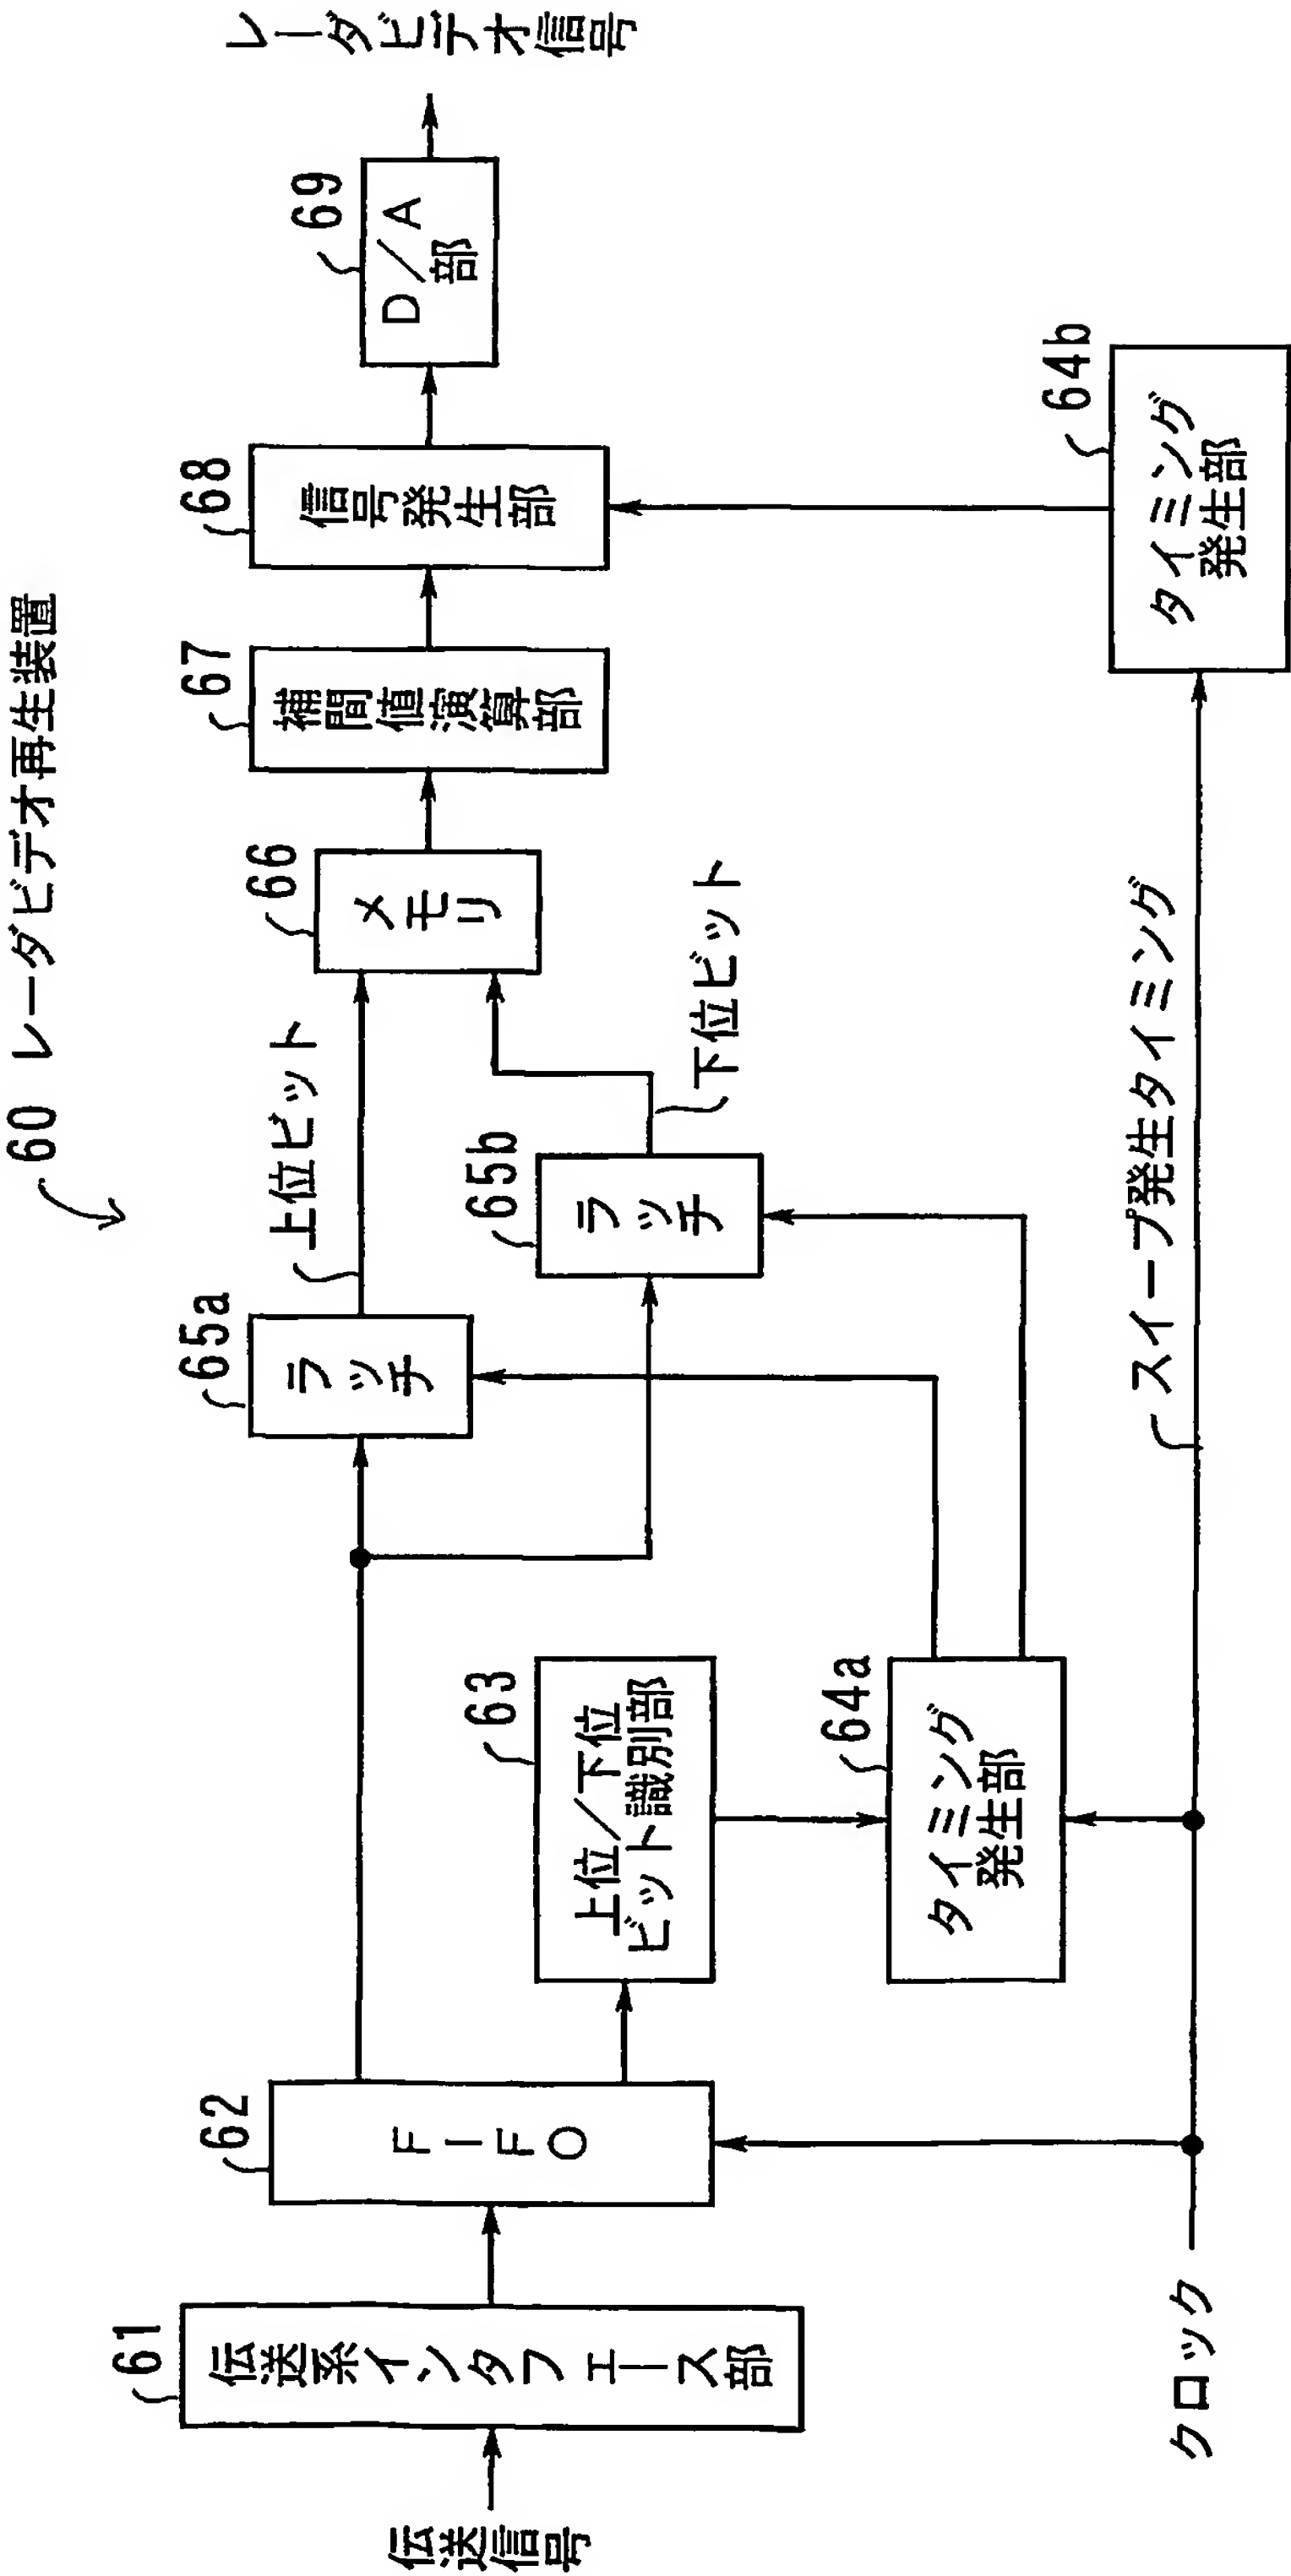 60 レーダビデオ再生装置
伝送信号
61
伝送系インタフェース部
62
FIFO
63
上位／下位
ビット識別部
64a
タイミング
発生部
65a
ラッチ
上位ビット
65b
ラッチ
下位ビット
66
メモリ
67
補間値演算部
68
信号発生部
69
D／A
部
レーダビデオ信号
クロック
スイープ発生タイミング
64b
タイミング
発生部